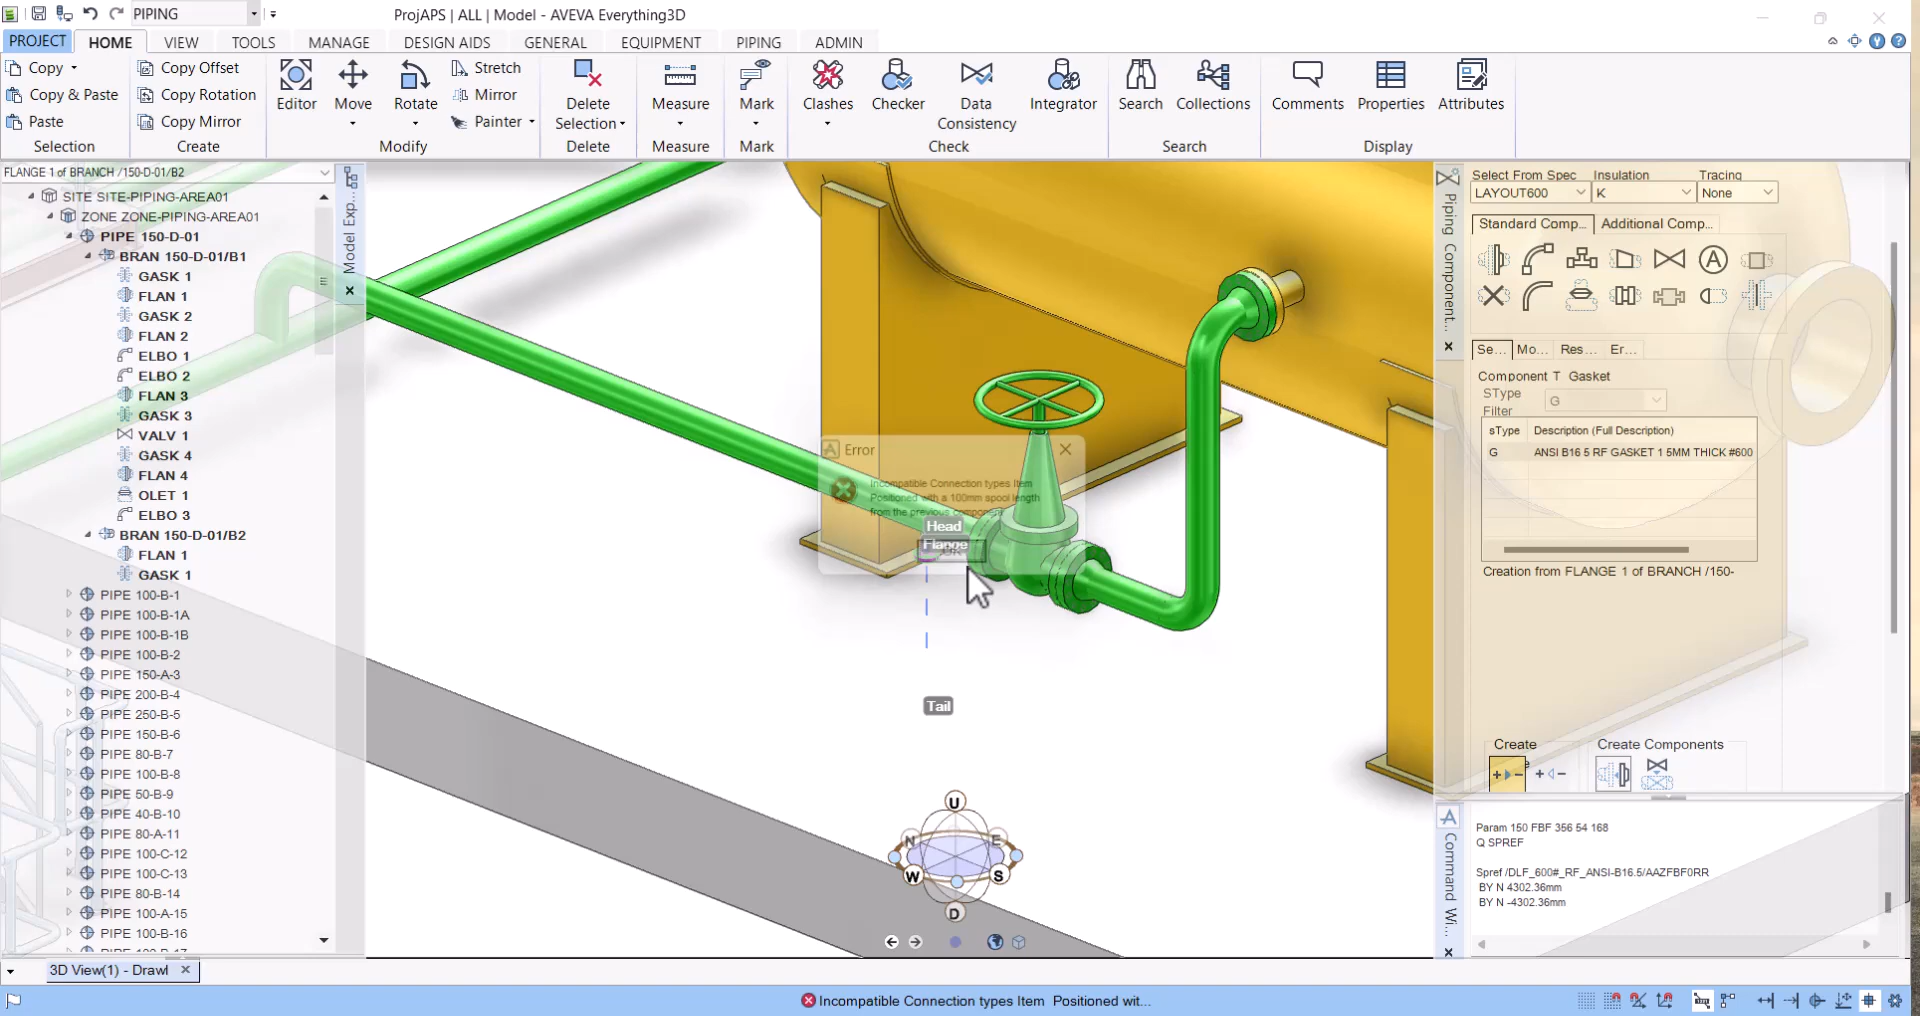 PIPING
ProjAPS | ALL | Model - AVEVA Everything3D
PROJECT
HOME
VIEW
TOOLS
MANAGE
DESIGN AIDS
GENERAL
EQUIPMENT
PIPING
ADMIN
Copy
Copy & Paste
Paste
Selection
Copy Offset
Copy Rotation
Copy Mirror
Create
Editor
Move
Rotate
Stretch
Mirror
Painter
Modify
Delete
Selection
Delete
Measure
Measure
Mark
Mark
Clashes
Checker
Data
Consistency
Integrator
Check
Search
Collections
Search
Comments
Properties
Attributes
Display
FLANGE 1 of BRANCH /150-D-01/B2
SITE SITE-PIPING-AREA01
ZONE ZONE-PIPING-AREA01
PIPE 150-D-01
BRAN 150-D-01/B1
GASK 1
FLAN 1
GASK 2
FLAN 2
ELBO 1
ELBO 2
FLAN 3
GASK 3
VALV 1
GASK 4
FLAN 4
OLET 1
ELBO 3
BRAN 150-D-01/B2
FLAN 1
GASK 1
PIPE 100-B-1
PIPE 100-B-1A
PIPE 100-B-1B
PIPE 100-B-2
PIPE 150-A-3
PIPE 200-B-4
PIPE 250-B-5
PIPE 150-B-6
PIPE 80-B-7
PIPE 100-B-8
PIPE 50-B-9
PIPE 40-B-10
PIPE 80-A-11
PIPE 100-C-12
PIPE 100-C-13
PIPE 80-B-14
PIPE 100-A-15
PIPE 100-B-16
Model Exp...
Error
Incompatible Connection types Item
Positioned with a 100mm spool length
from the previous component
Head
Flange
Tail
U
N
E
W
S
D
Piping Component...
Select From Spec
Insulation
Tracing
LAYOUT600
K
None
Standard Comp...
Additional Comp...
Se...
Mo...
Res...
Er...
Component T Gasket
SType
Filter
G
sType
Description (Full Description)
G
ANSI B16 5 RF GASKET 1 5MM THICK #600
Creation from FLANGE 1 of BRANCH /150-
Create
Create Components
Command Wi...
Param 150 FBF 356 54 168
Q SPREF
Spref /DLF_600#_RF_ANSI-B16.5/AAZFBF0RR
BY N 4302.36mm
BY N -4302.36mm
3D View(1) - Drawl
Incompatible Connection types Item Positioned wit...